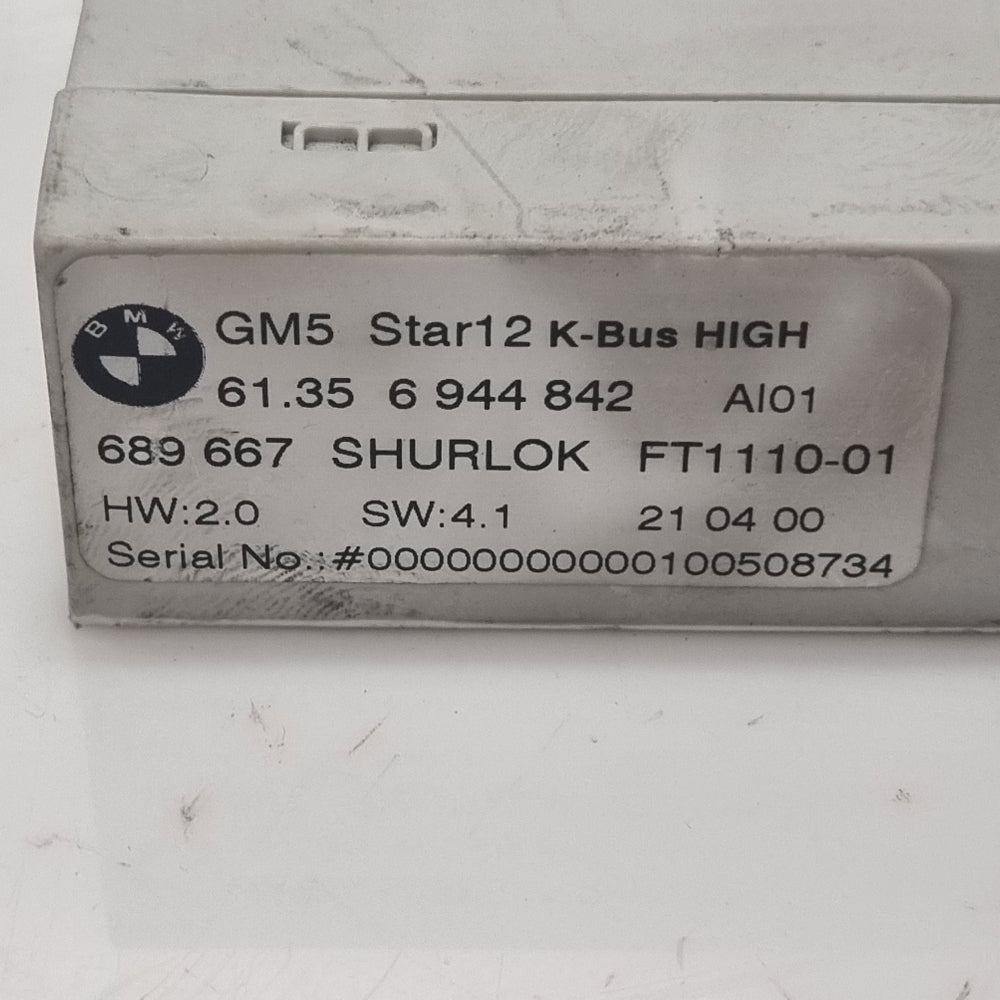 BMW
GM5 Star12 K-Bus HIGH
61.35 6 944 842 AI01
689 667 SHURLOK FT1110-01
HW:2.0 SW:4.1 21 04 00
Serial No.:#00000000000100508734